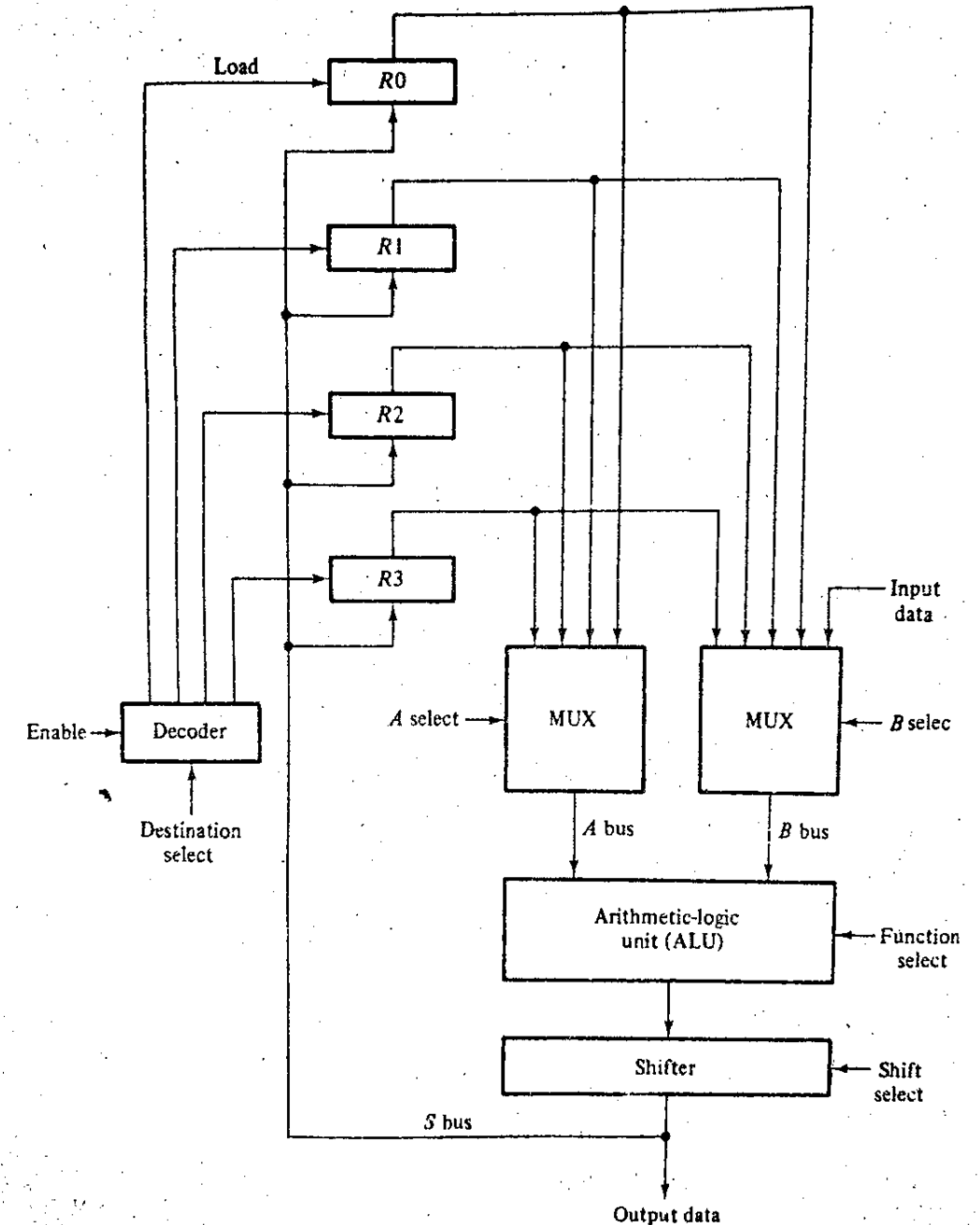 Load
R0
R1
R2
R3
Input
data
A select
MUX
MUX
B selec
Enable
Decoder
Destination
select
A bus
B bus
Arithmetic-logic
unit (ALU)
Function
select
Shifter
Shift
select
S bus
Output data